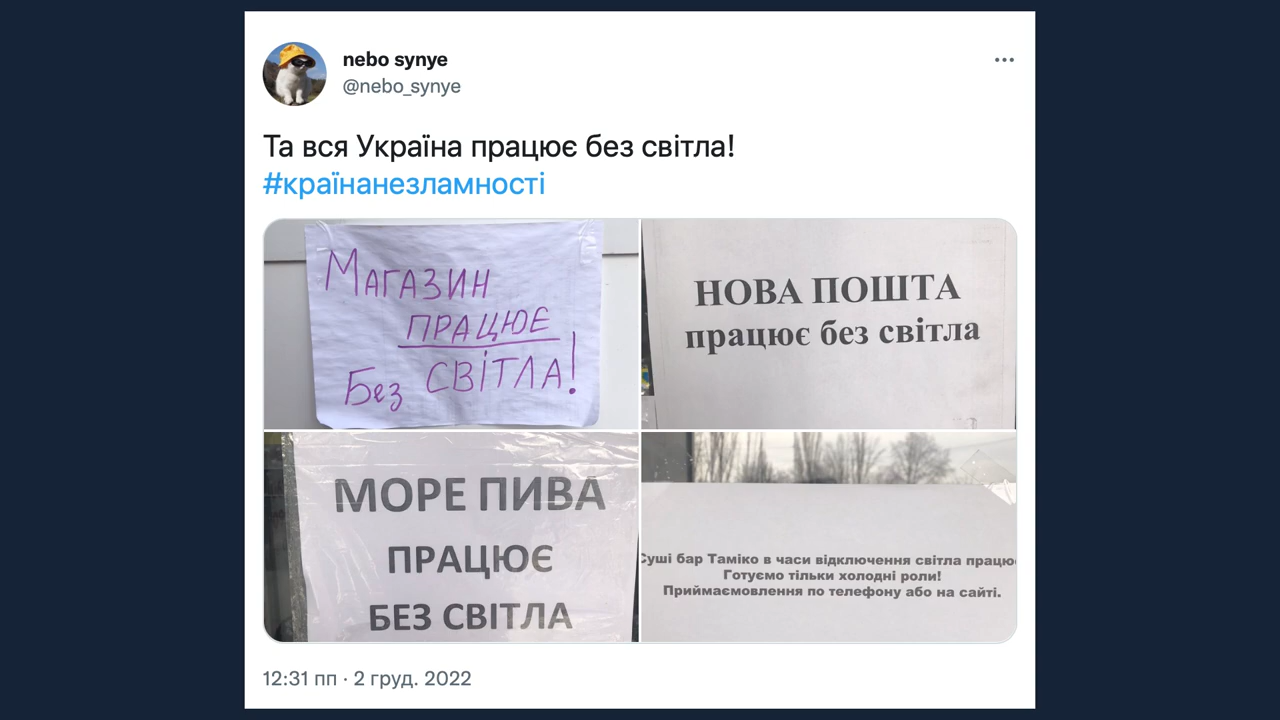 nebo synye
@nebo_synye
Та вся Україна працює без світла!
#країнанезламності
Магазин
працює
Без світла!
НОВА ПОШТА
працює без світла
МОРЕ ПИВА
ПРАЦЮЄ
БЕЗ СВІТЛА
Суші бар Таміко в часи відключення світла працює
Готуємо тільки холодні роли!
Приймаємовлення по телефону або на сайті.
12:31 пп · 2 груд. 2022